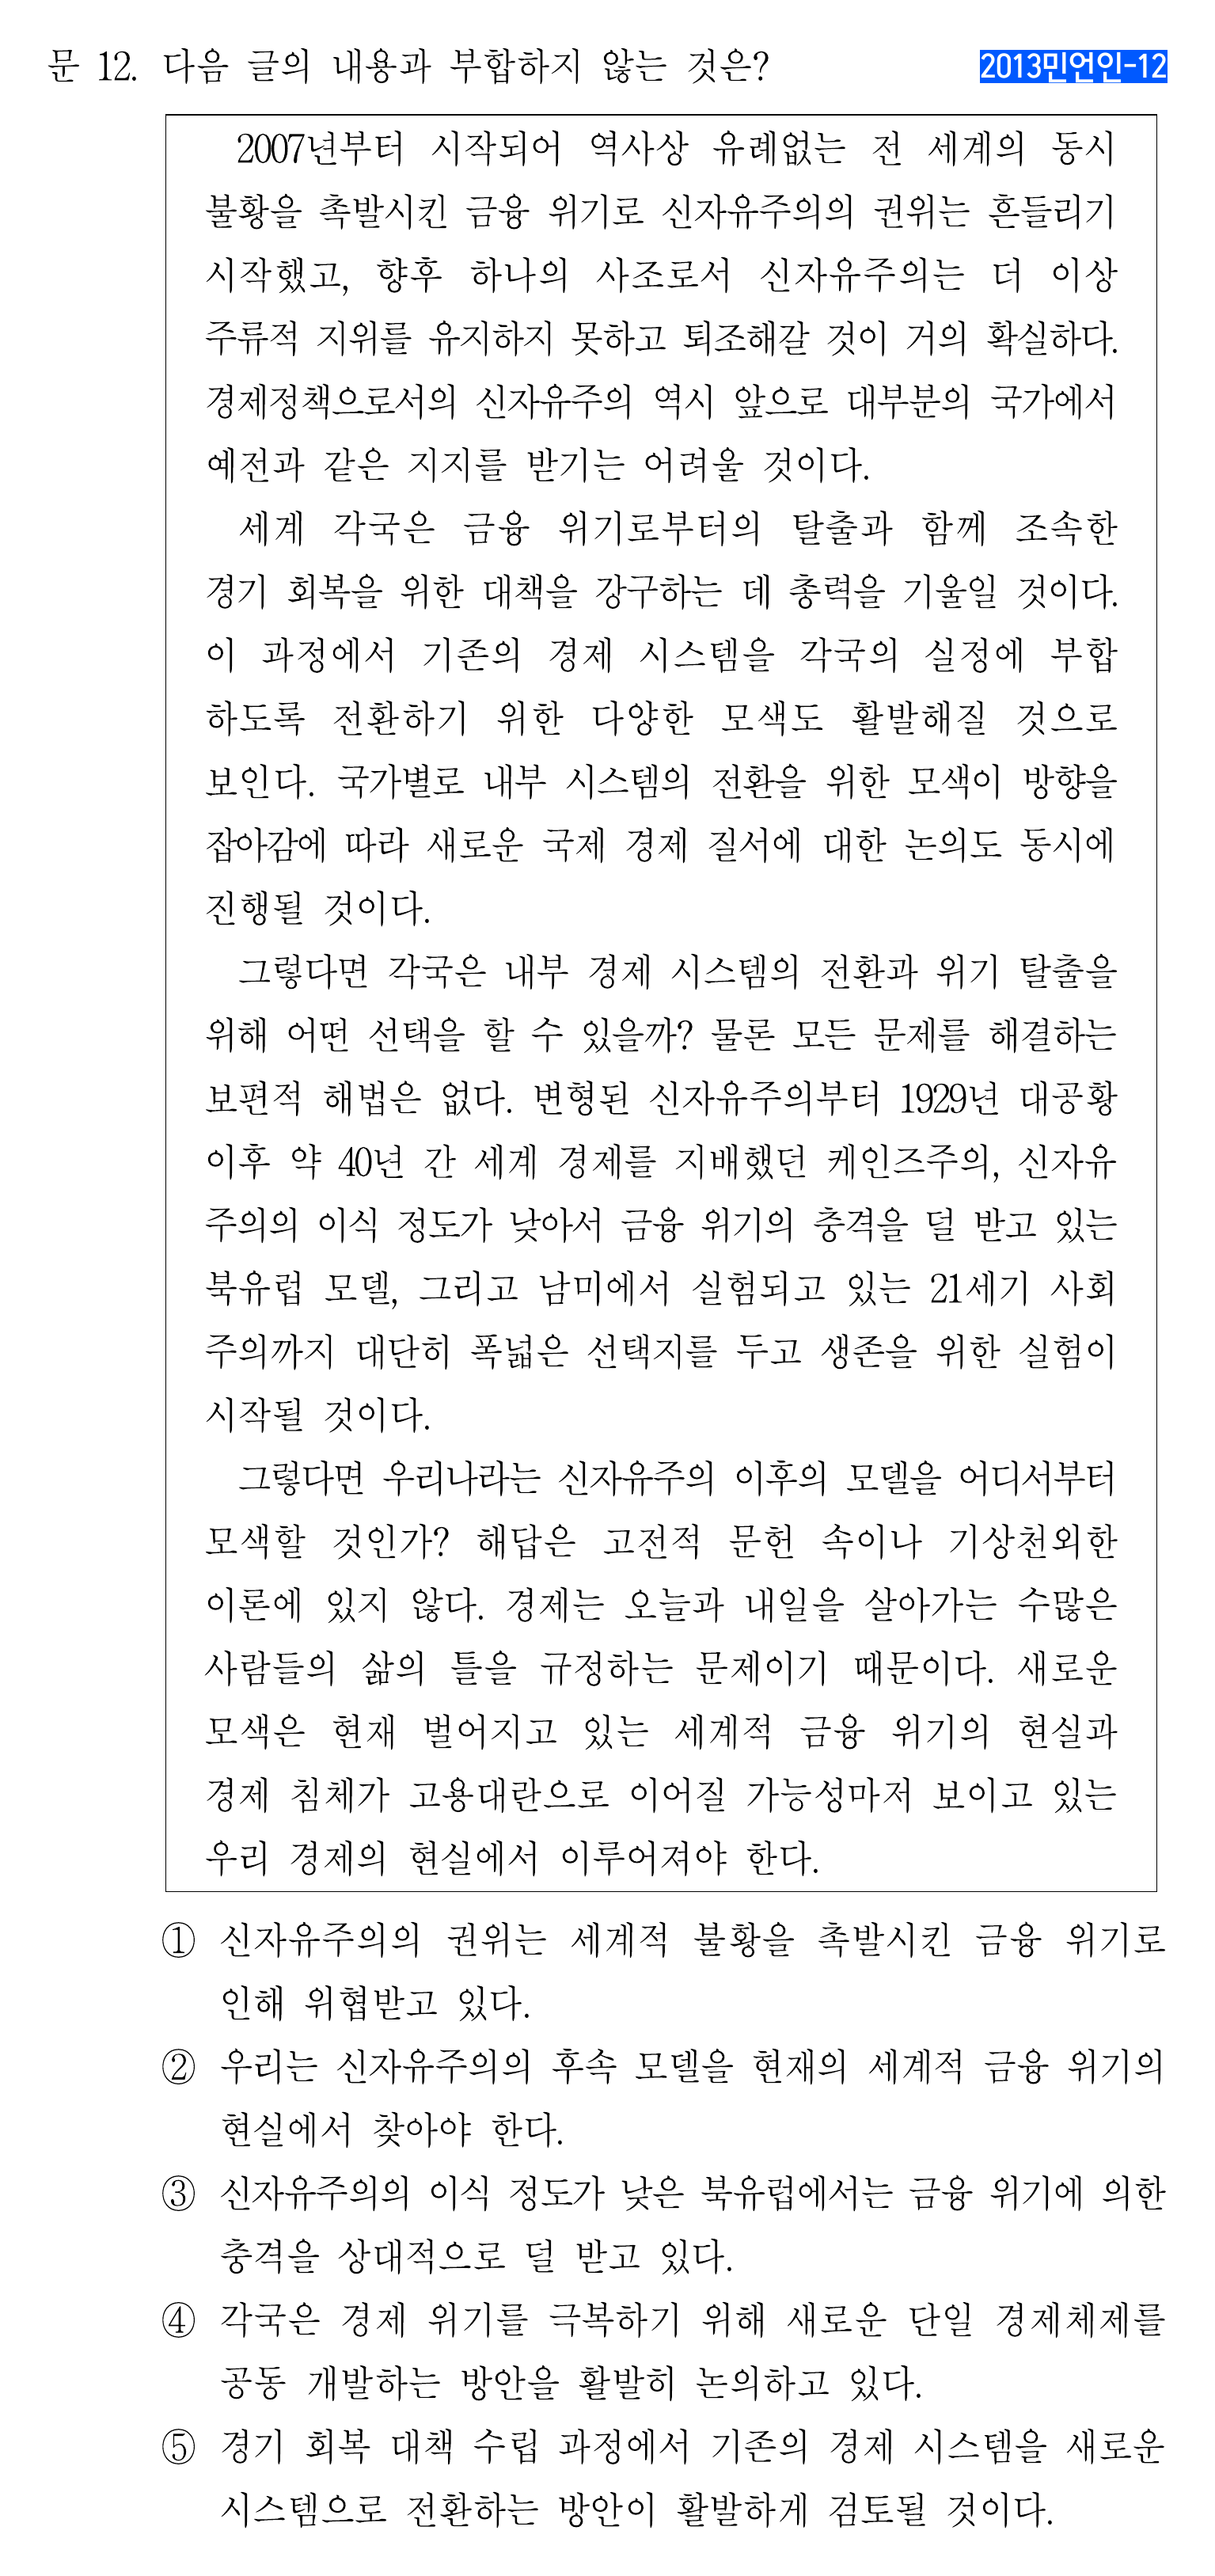 문 12. 다음 글의 내용과 부합하지 않는 것은?
2013민언인-12
2007년부터 시작되어 역사상 유례없는 전 세계의 동시
불황을 촉발시킨 금융 위기로 신자유주의의 권위는 흔들리기
시작했고, 향후 하나의 사조로서 신자유주의는 더 이상
주류적 지위를 유지하지 못하고 퇴조해갈 것이 거의 확실하다.
경제정책으로서의 신자유주의 역시 앞으로 대부분의 국가에서
예전과 같은 지지를 받기는 어려울 것이다.
세계 각국은 금융 위기로부터의 탈출과 함께 조속한
경기 회복을 위한 대책을 강구하는 데 총력을 기울일 것이다.
이 과정에서 기존의 경제 시스템을 각국의 실정에 부합
하도록 전환하기 위한 다양한 모색도 활발해질 것으로
보인다. 국가별로 내부 시스템의 전환을 위한 모색이 방향을
잡아감에 따라 새로운 국제 경제 질서에 대한 논의도 동시에
진행될 것이다.
그렇다면 각국은 내부 경제 시스템의 전환과 위기 탈출을
위해 어떤 선택을 할 수 있을까? 물론 모든 문제를 해결하는
보편적 해법은 없다. 변형된 신자유주의부터 1929년 대공황
이후 약 40년 간 세계 경제를 지배했던 케인즈주의, 신자유
주의의 이식 정도가 낮아서 금융 위기의 충격을 덜 받고 있는
북유럽 모델, 그리고 남미에서 실험되고 있는 21세기 사회
주의까지 대단히 폭넓은 선택지를 두고 생존을 위한 실험이
시작될 것이다.
그렇다면 우리나라는 신자유주의 이후의 모델을 어디서부터
모색할 것인가? 해답은 고전적 문헌 속이나 기상천외한
이론에 있지 않다. 경제는 오늘과 내일을 살아가는 수많은
사람들의 삶의 틀을 규정하는 문제이기 때문이다. 새로운
모색은 현재 벌어지고 있는 세계적 금융 위기의 현실과
경제 침체가 고용대란으로 이어질 가능성마저 보이고 있는
우리 경제의 현실에서 이루어져야 한다.
① 신자유주의의 권위는 세계적 불황을 촉발시킨 금융 위기로
인해 위협받고 있다.
② 우리는 신자유주의의 후속 모델을 현재의 세계적 금융 위기의
현실에서 찾아야 한다.
③ 신자유주의의 이식 정도가 낮은 북유럽에서는 금융 위기에 의한
충격을 상대적으로 덜 받고 있다.
④ 각국은 경제 위기를 극복하기 위해 새로운 단일 경제체제를
공동 개발하는 방안을 활발히 논의하고 있다.
⑤ 경기 회복 대책 수립 과정에서 기존의 경제 시스템을 새로운
시스템으로 전환하는 방안이 활발하게 검토될 것이다.